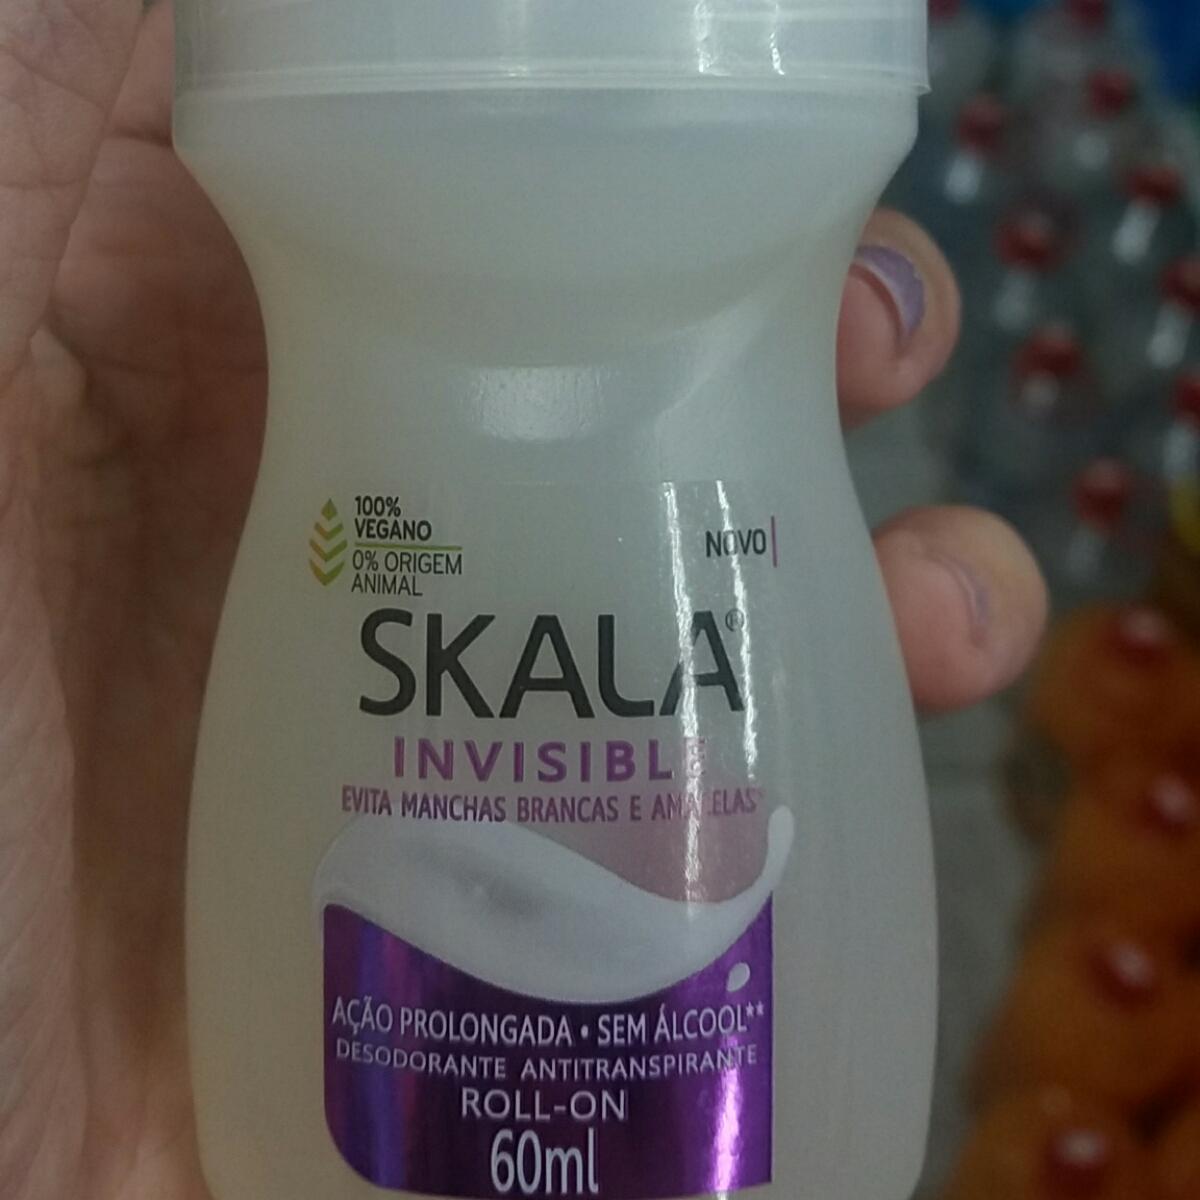 100%
VEGANO
0% ORIGEM
ANIMAL
NOVO
SKALA®
INVISIBLE
EVITA MANCHAS BRANCAS E AMARELAS*
AÇÃO PROLONGADA • SEM ÁLCOOL**
DESODORANTE ANTITRANSPIRANTE
ROLL-ON
60ml